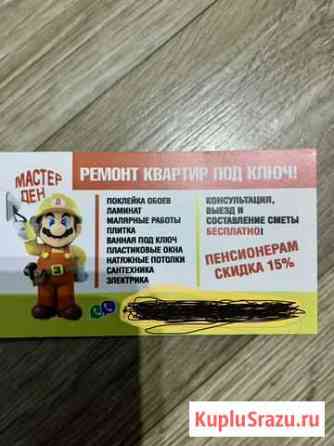 МАСТЕР
ДЕН
РЕМОНТ КВАРТИР ПОД КЛЮЧ!
ПОКЛЕЙКА ОБОЕВ
ЛАМИНАТ
МАЛЯРНЫЕ РАБОТЫ
ПЛИТКА
ВАННАЯ ПОД КЛЮЧ
ПЛАСТИКОВЫЕ ОКНА
НАТЯЖНЫЕ ПОТОЛКИ
САНТЕХНИКА
ЭЛЕКТРИКА
КОНСУЛЬТАЦИЯ,
ВЫЕЗД И
СОСТАВЛЕНИЕ СМЕТЫ
БЕСПЛАТНО!
ПЕНСИОНЕРАМ
СКИДКА 15%
KupluSrazu.ru